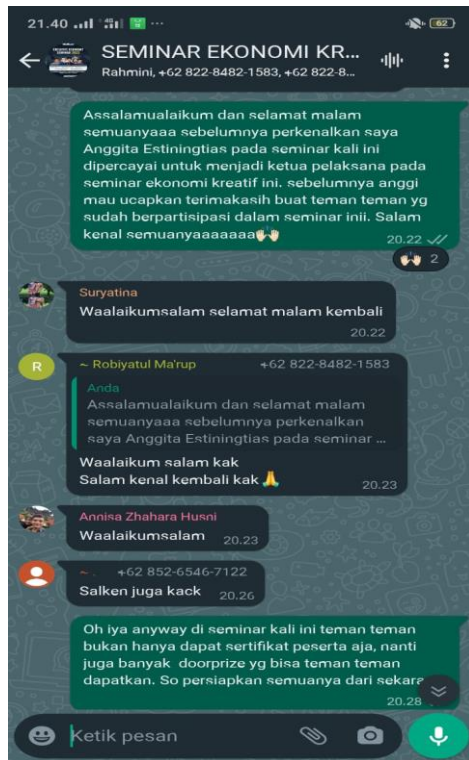 21.40
62
SEMINAR EKONOMI KR...
Rahmini, +62 822-8482-1583, +62 822-8...
Assalamualaikum dan selamat malam
semuanyaaa sebelumnya perkenalkan saya
Anggita Estiningtias pada seminar kali ini
dipercayai untuk menjadi ketua pelaksana pada
seminar ekonomi kreatif ini. sebelumnya anggi
mau ucapkan terimakasih buat teman teman yg
sudah berpartisipasi dalam seminar inii. Salam
kenal semuanyaaaaaaa🙌🏻
20.22
🙌🏻 2
Suryatina
Waalaikumsalam selamat malam kembali
20.22
R
~ Robiyatul Ma'rup +62 822-8482-1583
Anda
Assalamualaikum dan selamat malam
semuanyaaa sebelumnya perkenalkan
saya Anggita Estiningtias pada seminar ...
Waalaikum salam kak
Salam kenal kembali kak 🙏
20.23
Annisa Zhahara Husni
Waalaikumsalam 20.23
~ . +62 852-6546-7122
Salken juga kack 20.26
Oh iya anyway di seminar kali ini teman teman
bukan hanya dapat sertifikat peserta aja, nanti
juga banyak doorprize yg bisa teman teman
dapatkan. So persiapkan semuanya dari sekara
20.28
Ketik pesan